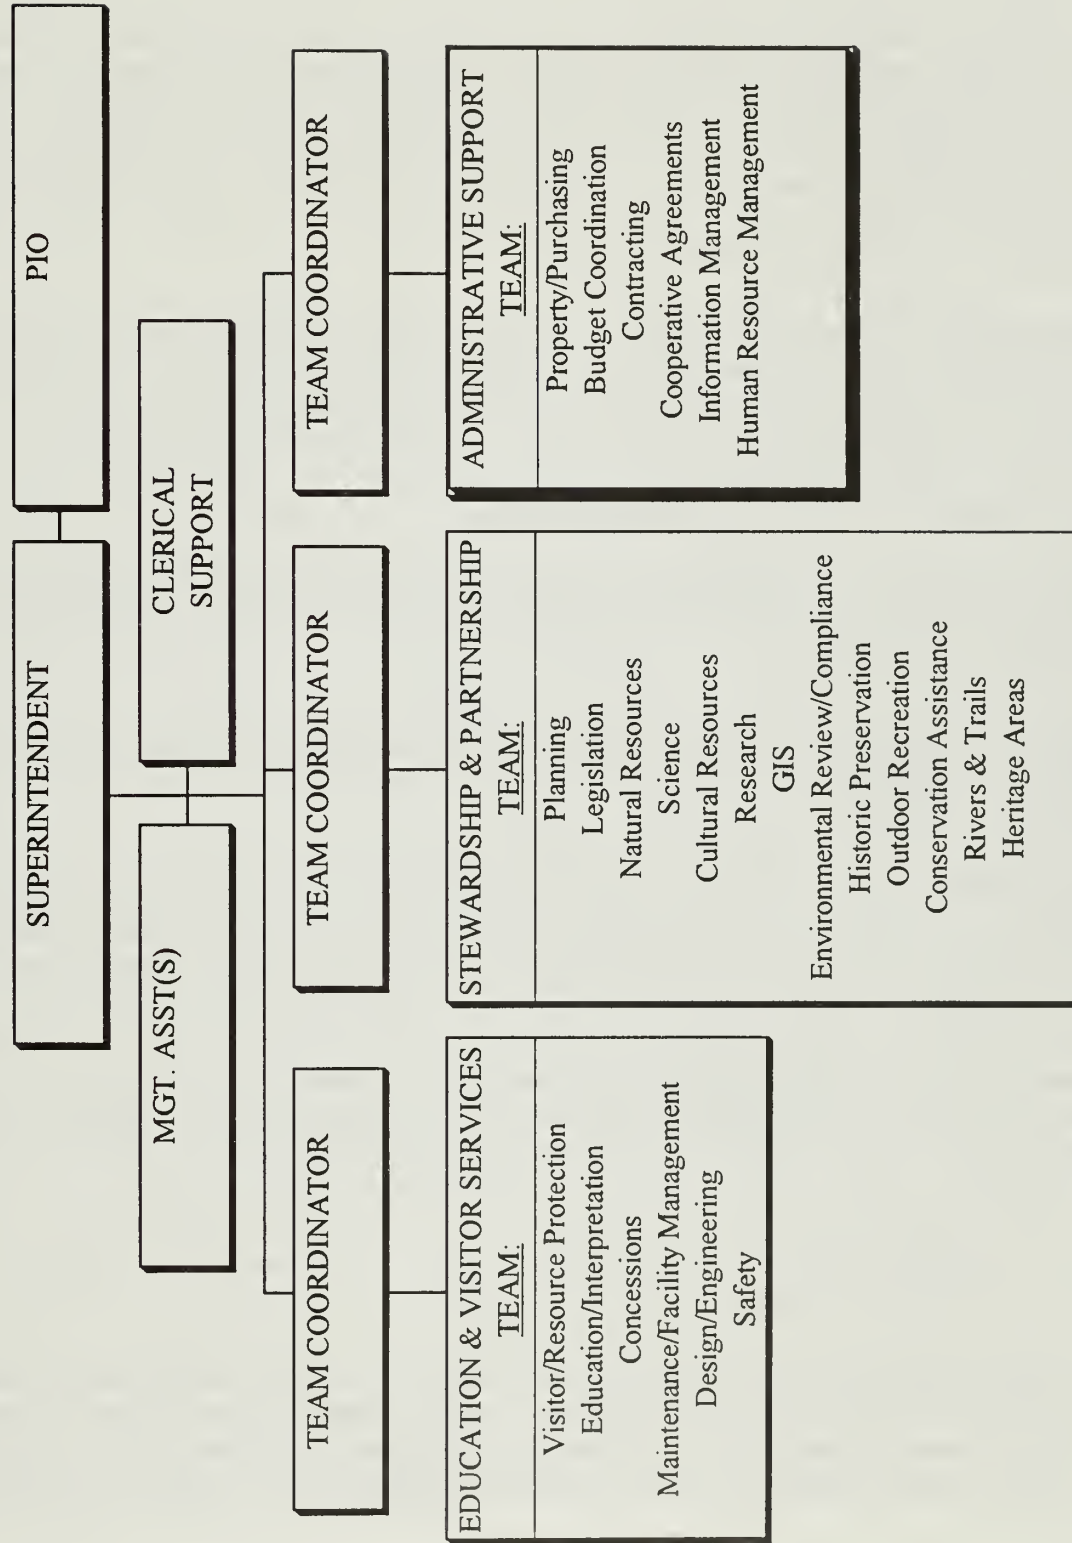 SUPERINTENDENT
PIO
MGT. ASST(S)
CLERICAL
SUPPORT
TEAM COORDINATOR
TEAM COORDINATOR
TEAM COORDINATOR
EDUCATION & VISITOR SERVICES
TEAM:
Visitor/Resource Protection
Education/Interpretation
Concessions
Maintenance/Facility Management
Design/Engineering
Safety
STEWARDSHIP & PARTNERSHIP
TEAM:
Planning
Legislation
Natural Resources
Science
Cultural Resources
Research
GIS
Environmental Review/Compliance
Historic Preservation
Outdoor Recreation
Conservation Assistance
Rivers & Trails
Heritage Areas
ADMINISTRATIVE SUPPORT
TEAM:
Property/Purchasing
Budget Coordination
Contracting
Cooperative Agreements
Information Management
Human Resource Management